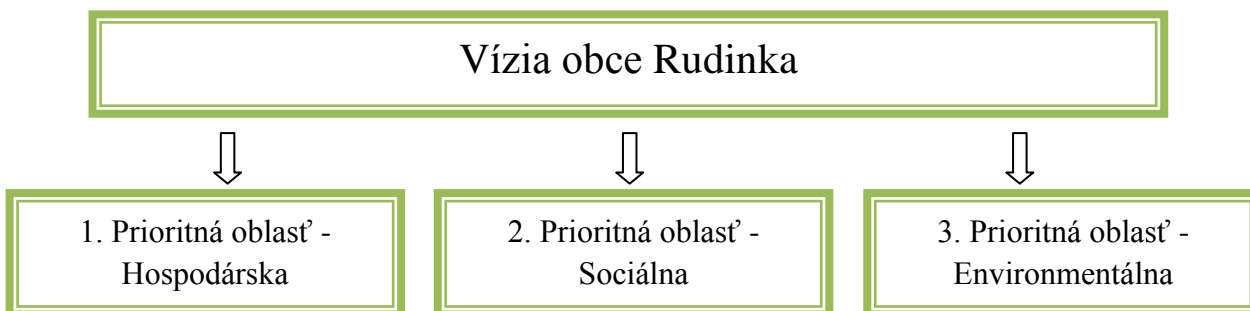 Vízia obce Rudinka
1. Prioritná oblasť -
Hospodárska
2. Prioritná oblasť -
Sociálna
3. Prioritná oblasť -
Environmentálna